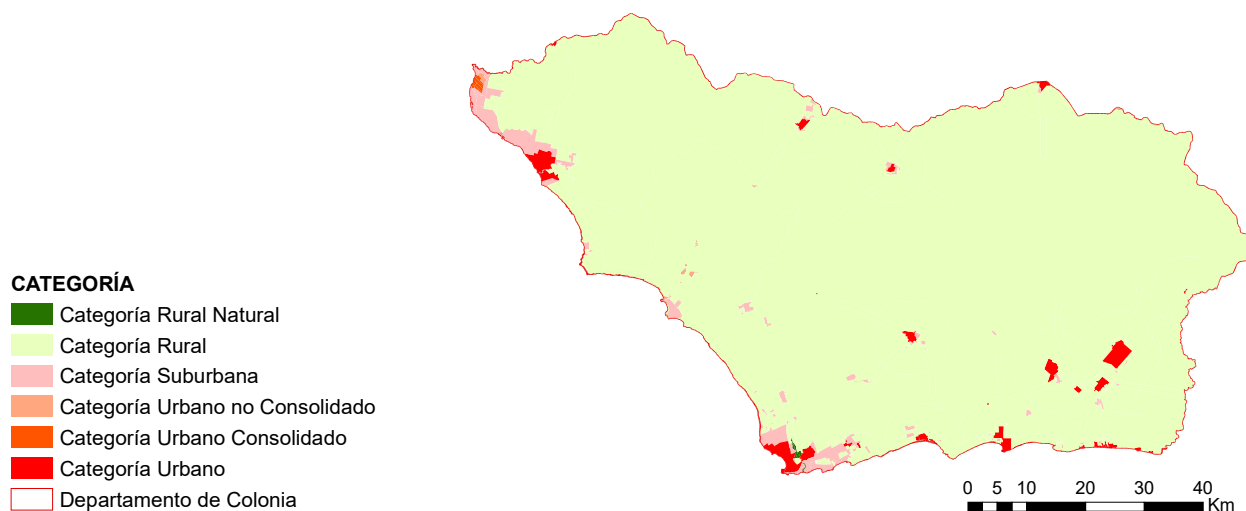 CATEGORÍA
Categoría Rural Natural
Categoría Rural
Categoría Suburbana
Categoría Urbano no Consolidado
Categoría Urbano Consolidado
Categoría Urbano
Departamento de Colonia
0 5 10 20 30 40
Km